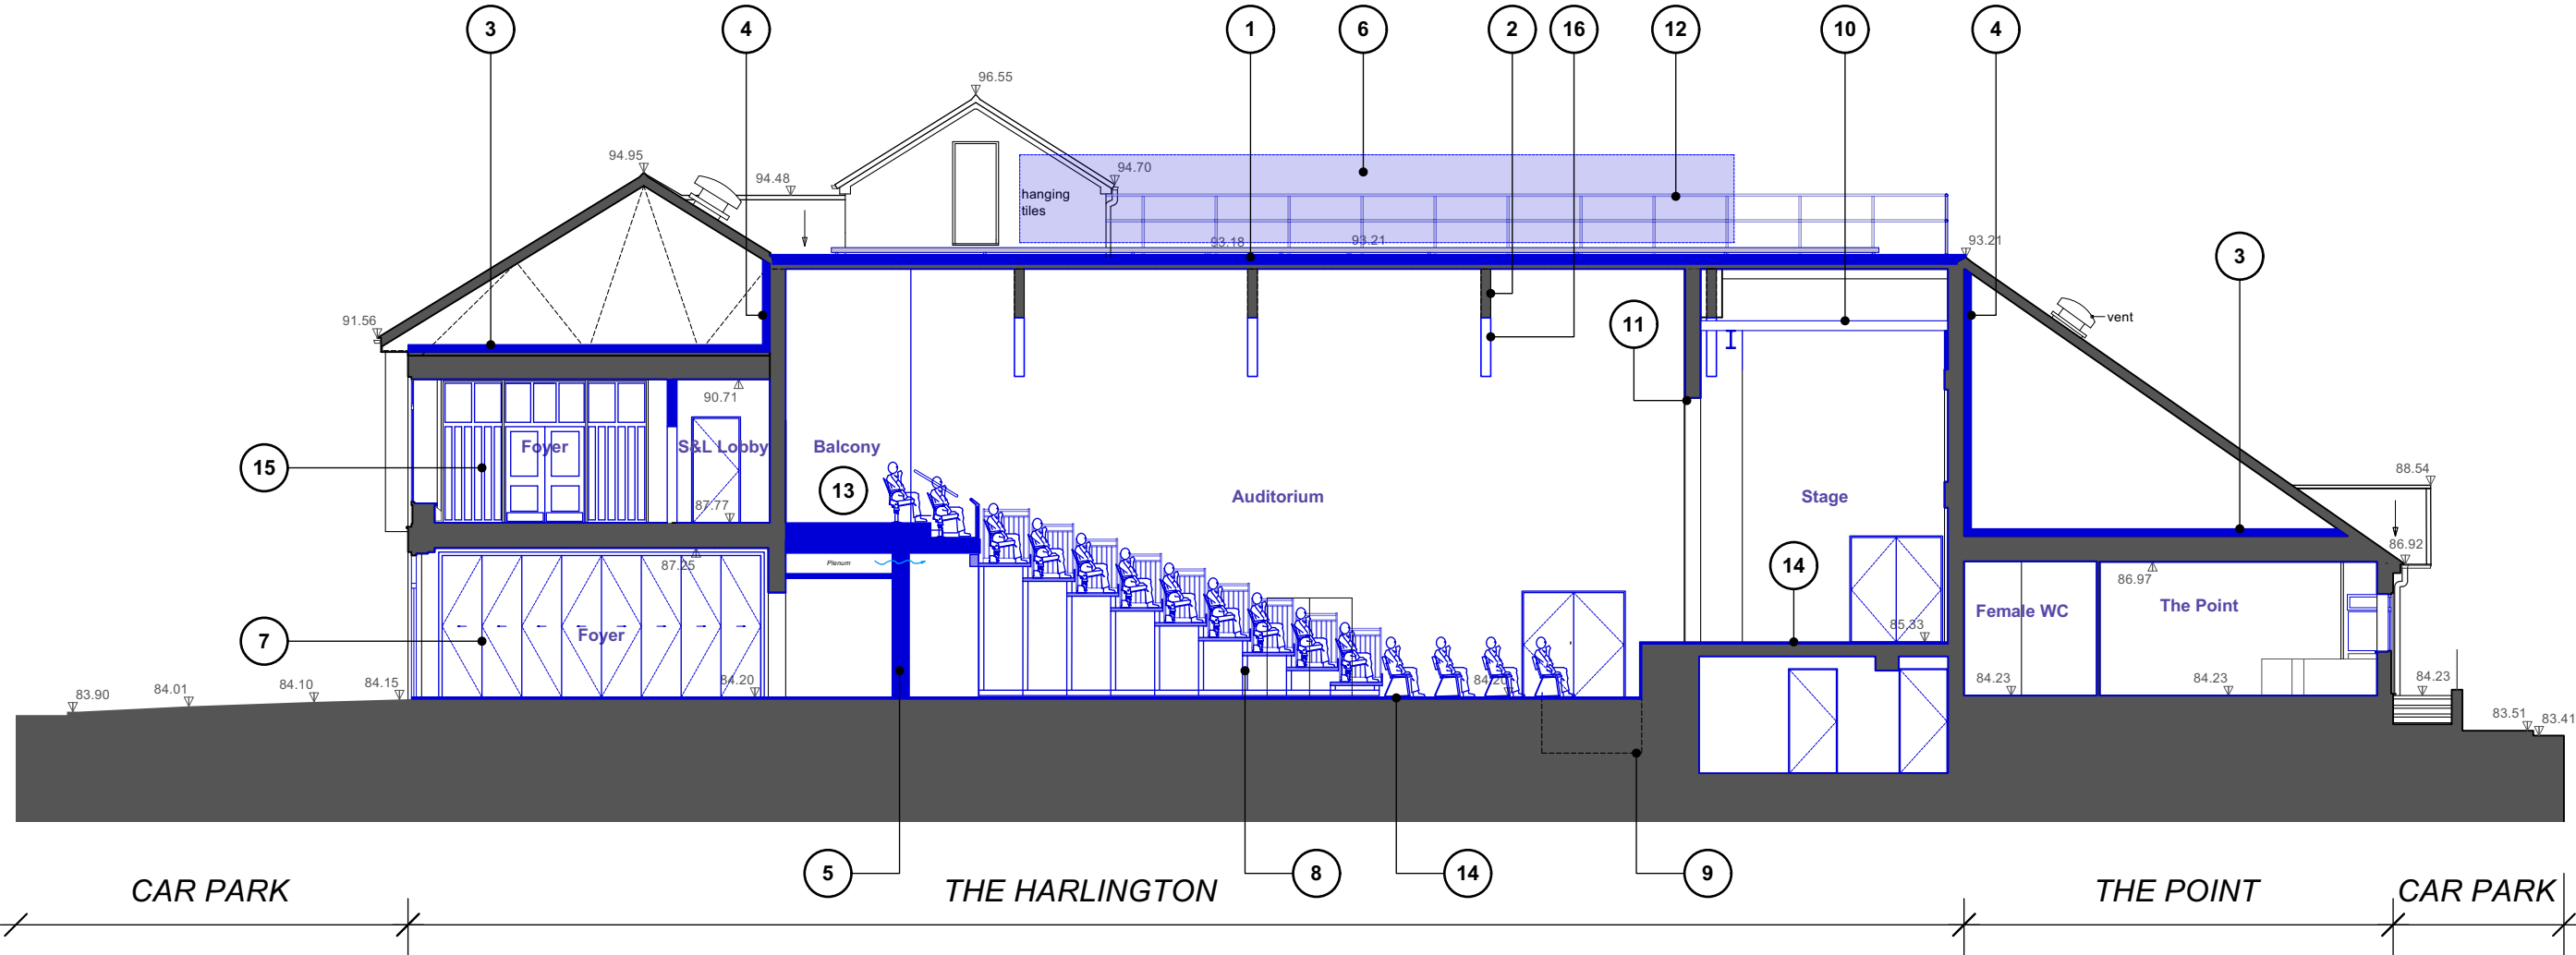 3
4
1
6
2
16
12
10
4
96.55
94.95
94.48
94.70
hanging
tiles
93.18
93.21
93.21
3
91.56
11
vent
90.71
15
Foyer
S&L Lobby
Balcony
13
Auditorium
Stage
88.54
87.77
86.92
87.25
Plenum
14
86.97
7
Foyer
85.33
Female WC
The Point
83.90
84.01
84.10
84.15
84.20
84.20
84.23
84.23
84.23
83.51
83.41
5
8
14
9
CAR PARK
THE HARLINGTON
THE POINT
CAR PARK